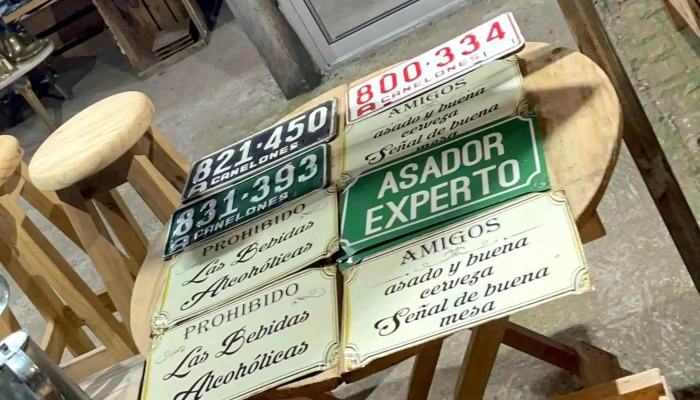 821·450
CANELONES
831·393
CANELONES
PROHIBIDO
Las Bebidas
Alcohólicas
PROHIBIDO
Las Bebidas
Alcohólicas
800·334
CANELONES
AMIGOS
asado y buena
cerveza
Señal de buena
mesa
ASADOR
EXPERTO
AMIGOS
asado y buena
cerveza
Señal de buena
mesa